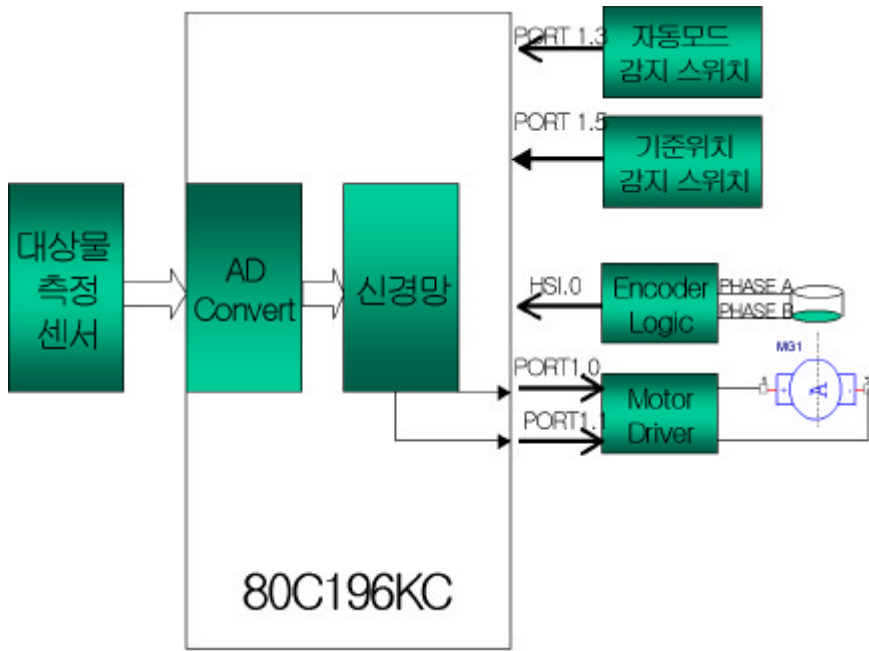 PORT 1.3
자동모드
감지 스위치
PORT 1.5
기준위치
감지 스위치
대상물
측정
센서
AD
Convert
신경망
HSI.0
Encoder
Logic
PHASE A
PHASE B
MG1
PORT1.0
PORT1.1
Motor
Driver
+
A
-
80C196KC